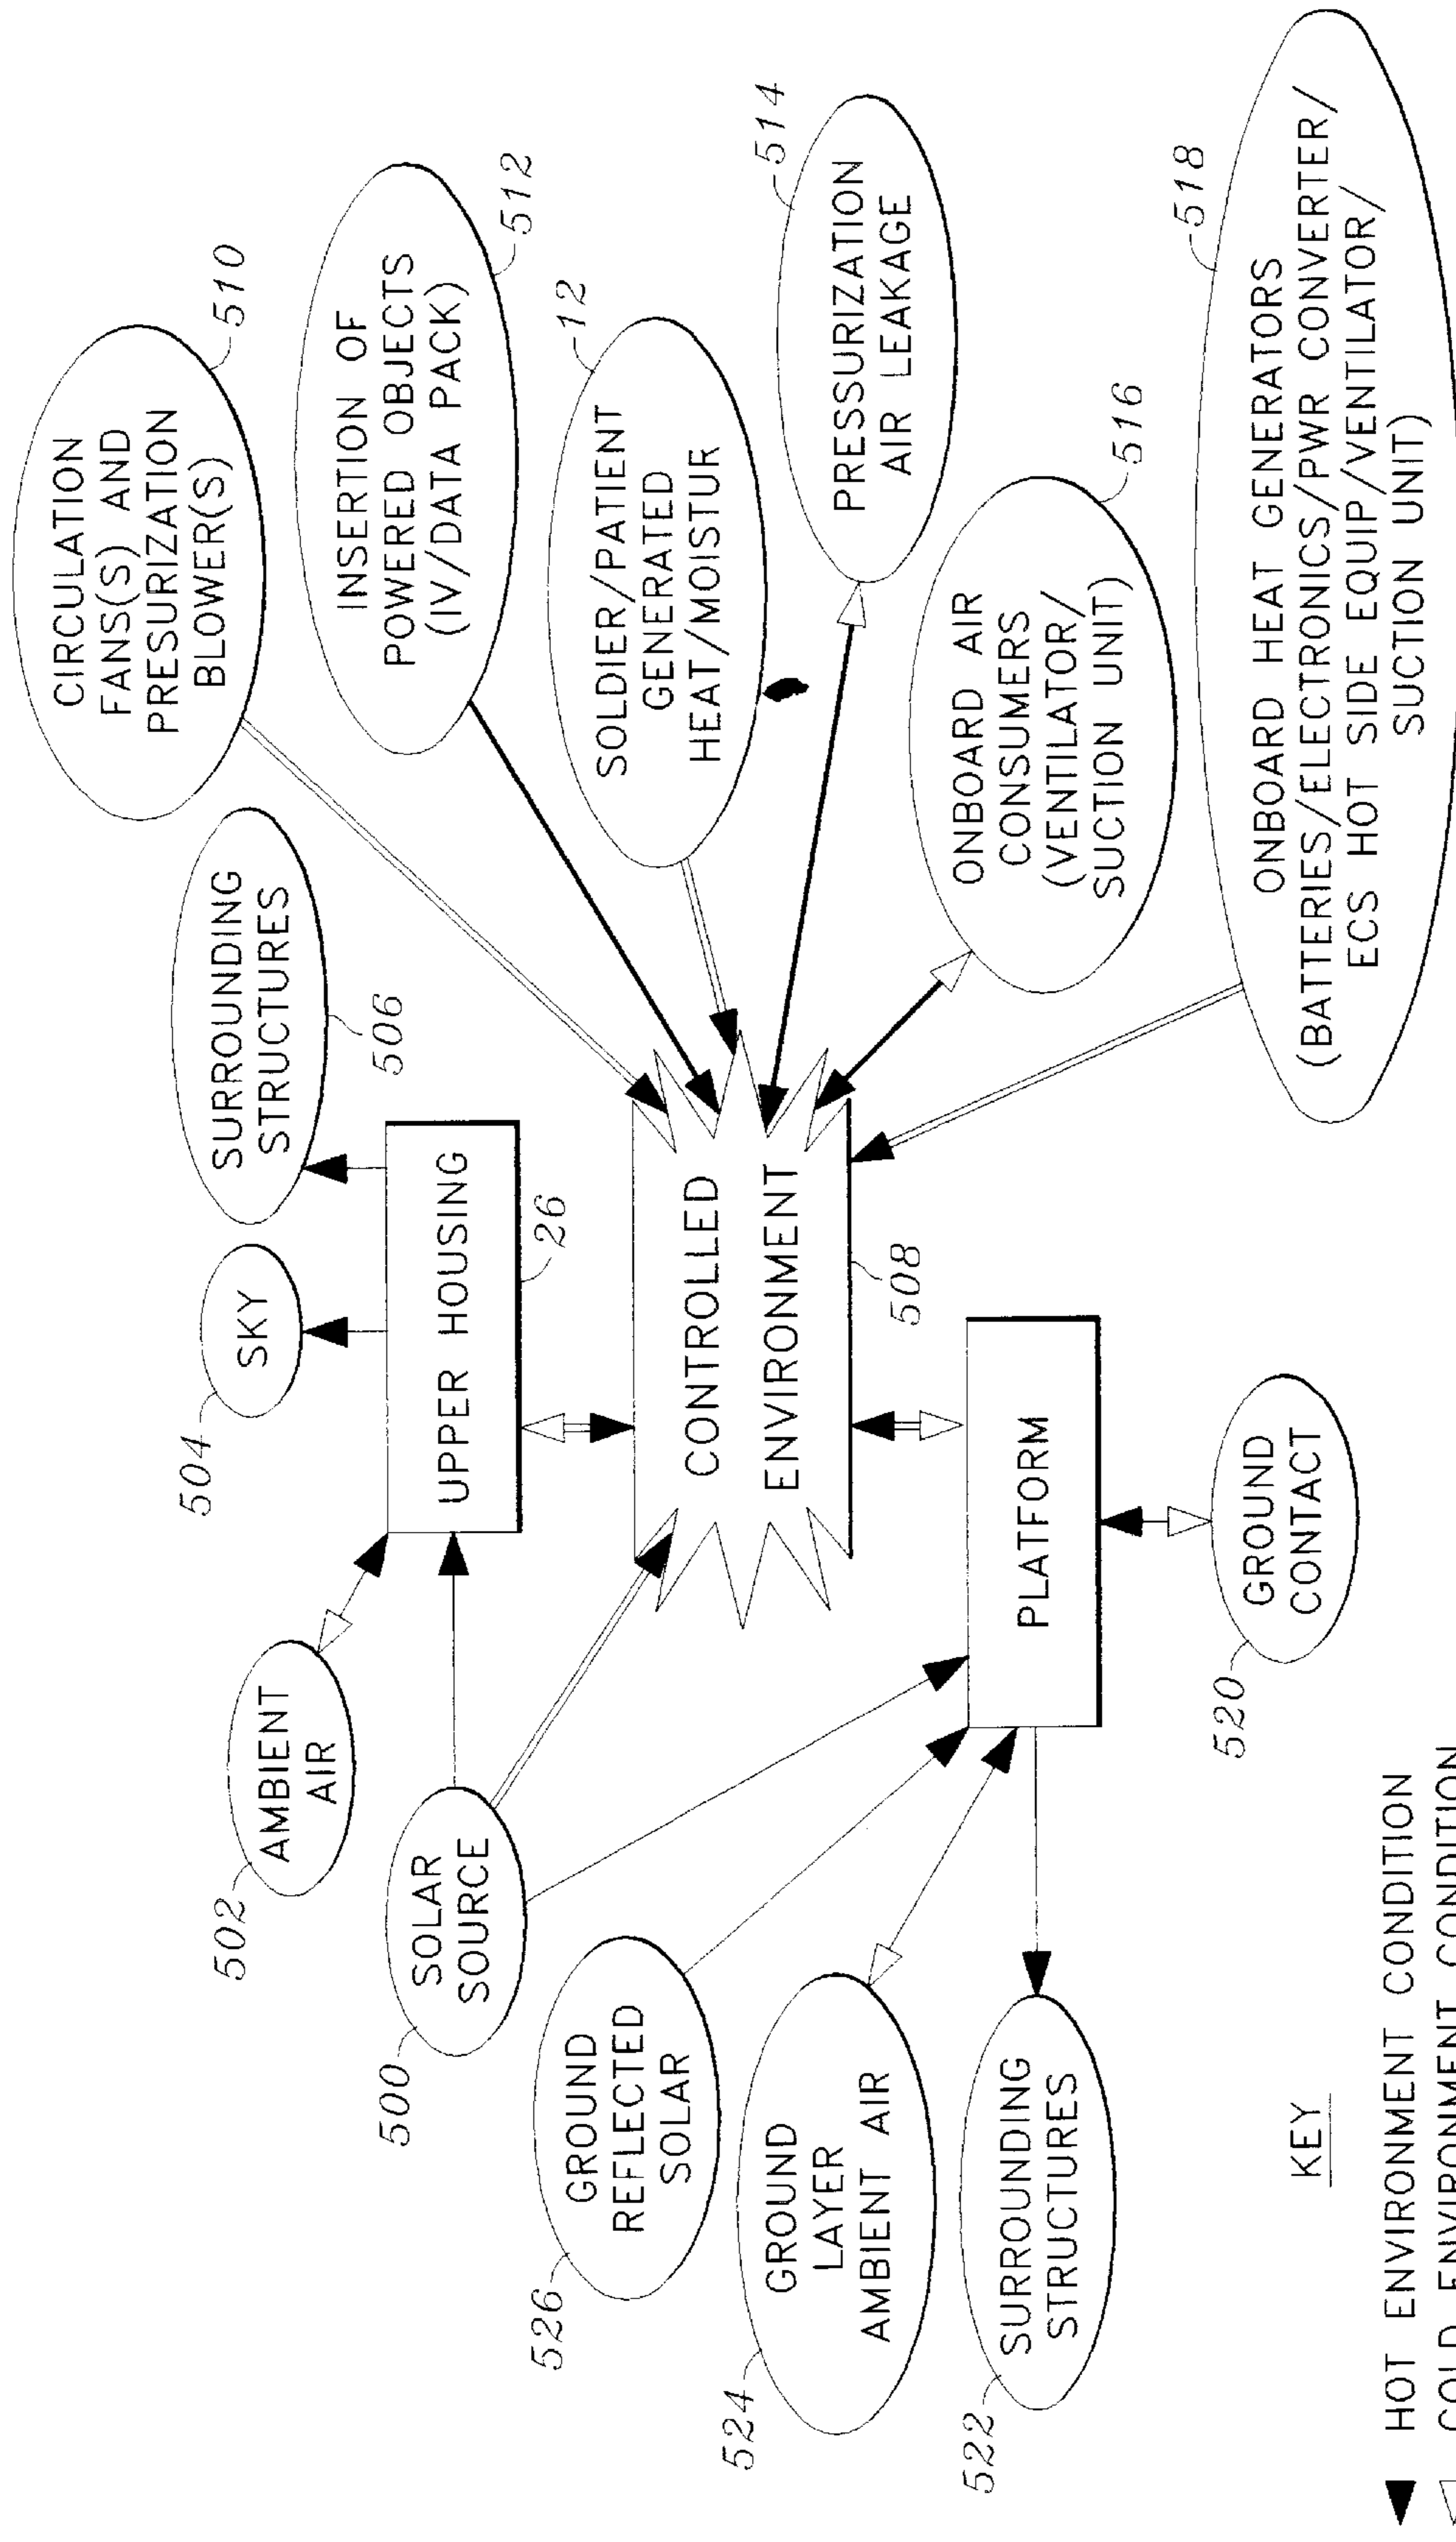 CIRCULATION
FANS(S) AND
PRESURIZATION
BLOWER(S)
510
INSERTION OF
POWERED OBJECTS
(IV/DATA PACK)
512
SOLDIER/PATIENT
GENERATED
HEAT/MOISTUR
12
PRESSURIZATION
AIR LEAKAGE
514
ONBOARD AIR
CONSUMERS
(VENTILATOR/
SUCTION UNIT)
516
ONBOARD HEAT GENERATORS
(BATTERIES/ELECTRONICS/PWR CONVERTER/
ECS HOT SIDE EQUIP/VENTILATOR/
SUCTION UNIT)
518
SURROUNDING
STRUCTURES
506
SKY
504
UPPER HOUSING
26
CONTROLLED
ENVIRONMENT
508
PLATFORM
GROUND
CONTACT
520
AMBIENT
AIR
502
SOLAR
SOURCE
500
GROUND
REFLECTED
SOLAR
526
GROUND
LAYER
AMBIENT AIR
524
SURROUNDING
STRUCTURES
522
KEY
HOT ENVIRONMENT CONDITION
COLD ENVIRONMENT CONDITION